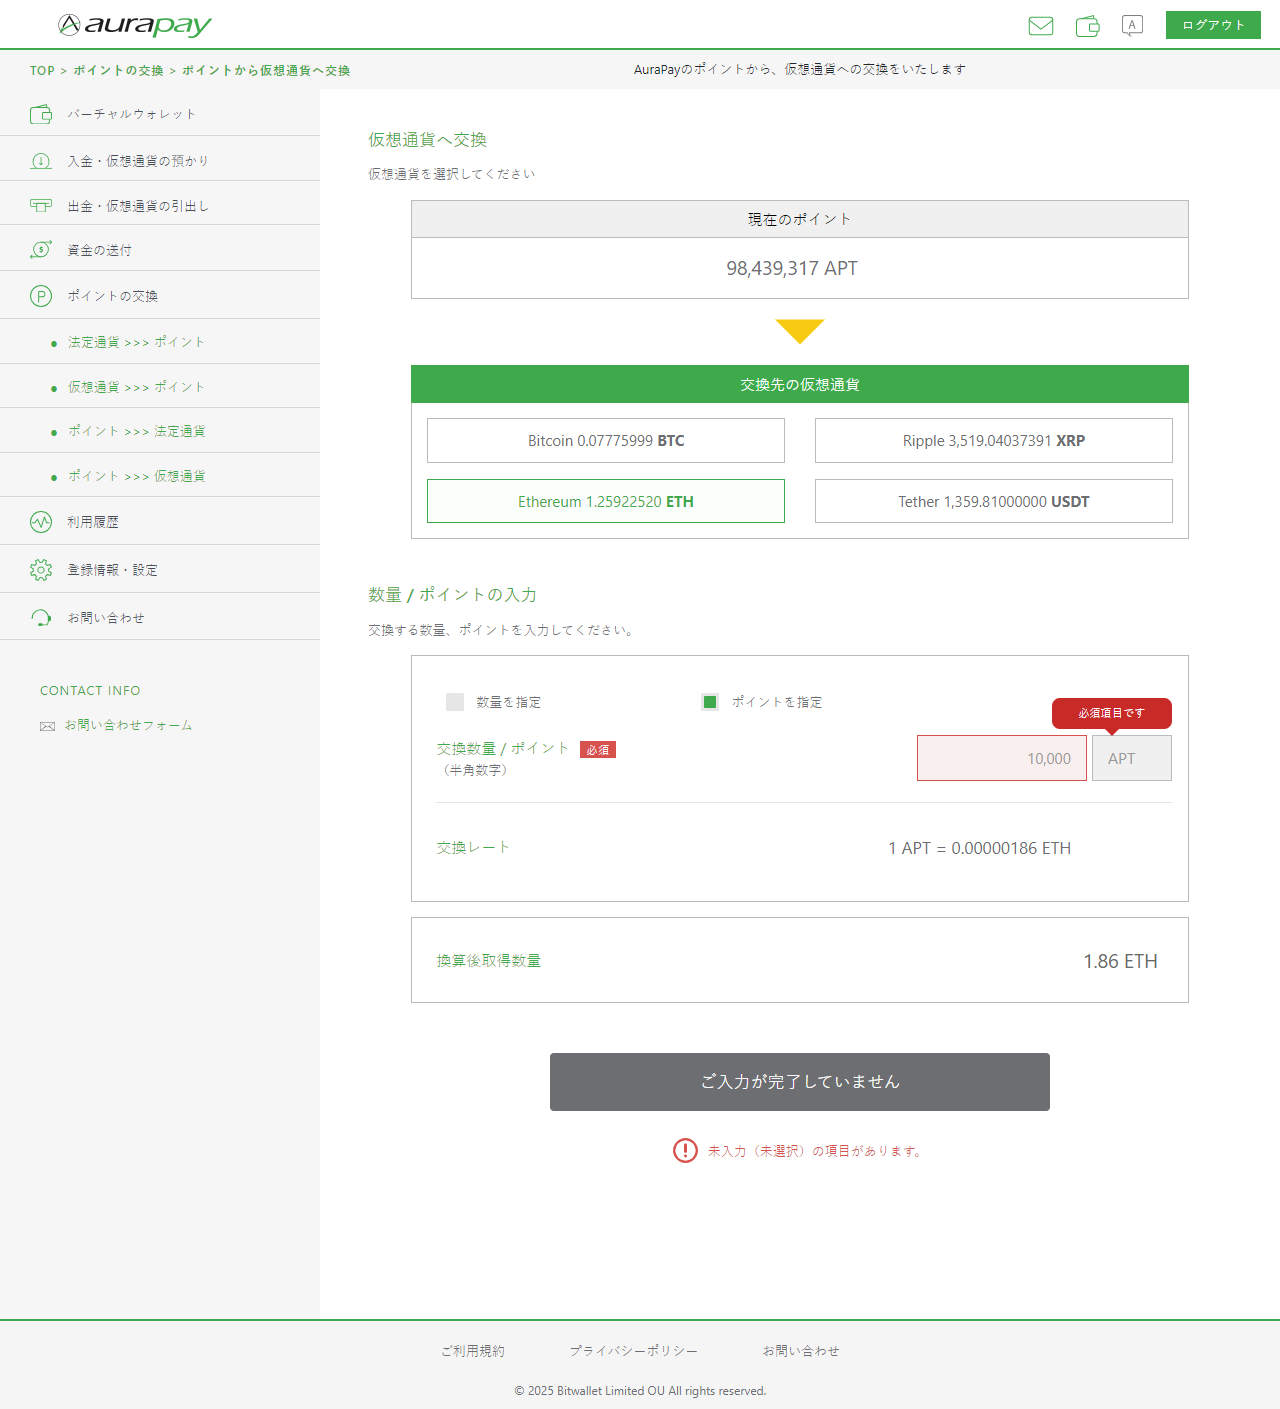 aurapay
A
ログアウト
TOP > ポイントの交換 > ポイントから仮想通貨へ交換
AuraPayのポイントから、仮想通貨への交換をいたします
バーチャルウォレット
入金・仮想通貨の預かり
出金・仮想通貨の引出し
資金の送付
ポイントの交換
法定通貨 >>> ポイント
仮想通貨 >>> ポイント
ポイント >>> 法定通貨
ポイント >>> 仮想通貨
利用履歴
登録情報・設定
お問い合わせ
CONTACT INFO
お問い合わせフォーム
仮想通貨へ交換
仮想通貨を選択してください
現在のポイント
98,439,317 APT
交換先の仮想通貨
Bitcoin 0.07775999 BTC
Ripple 3,519.04037391 XRP
Ethereum 1.25922520 ETH
Tether 1,359.81000000 USDT
数量 / ポイントの入力
交換する数量、ポイントを入力してください。
数量を指定
ポイントを指定
必須項目です
交換数量 / ポイント 必須
（半角数字）
10,000
APT
交換レート
1 APT = 0.00000186 ETH
換算後取得数量
1.86 ETH
ご入力が完了していません
未入力（未選択）の項目があります。
ご利用規約
プライバシーポリシー
お問い合わせ
© 2025 Bitwallet Limited OU All rights reserved.